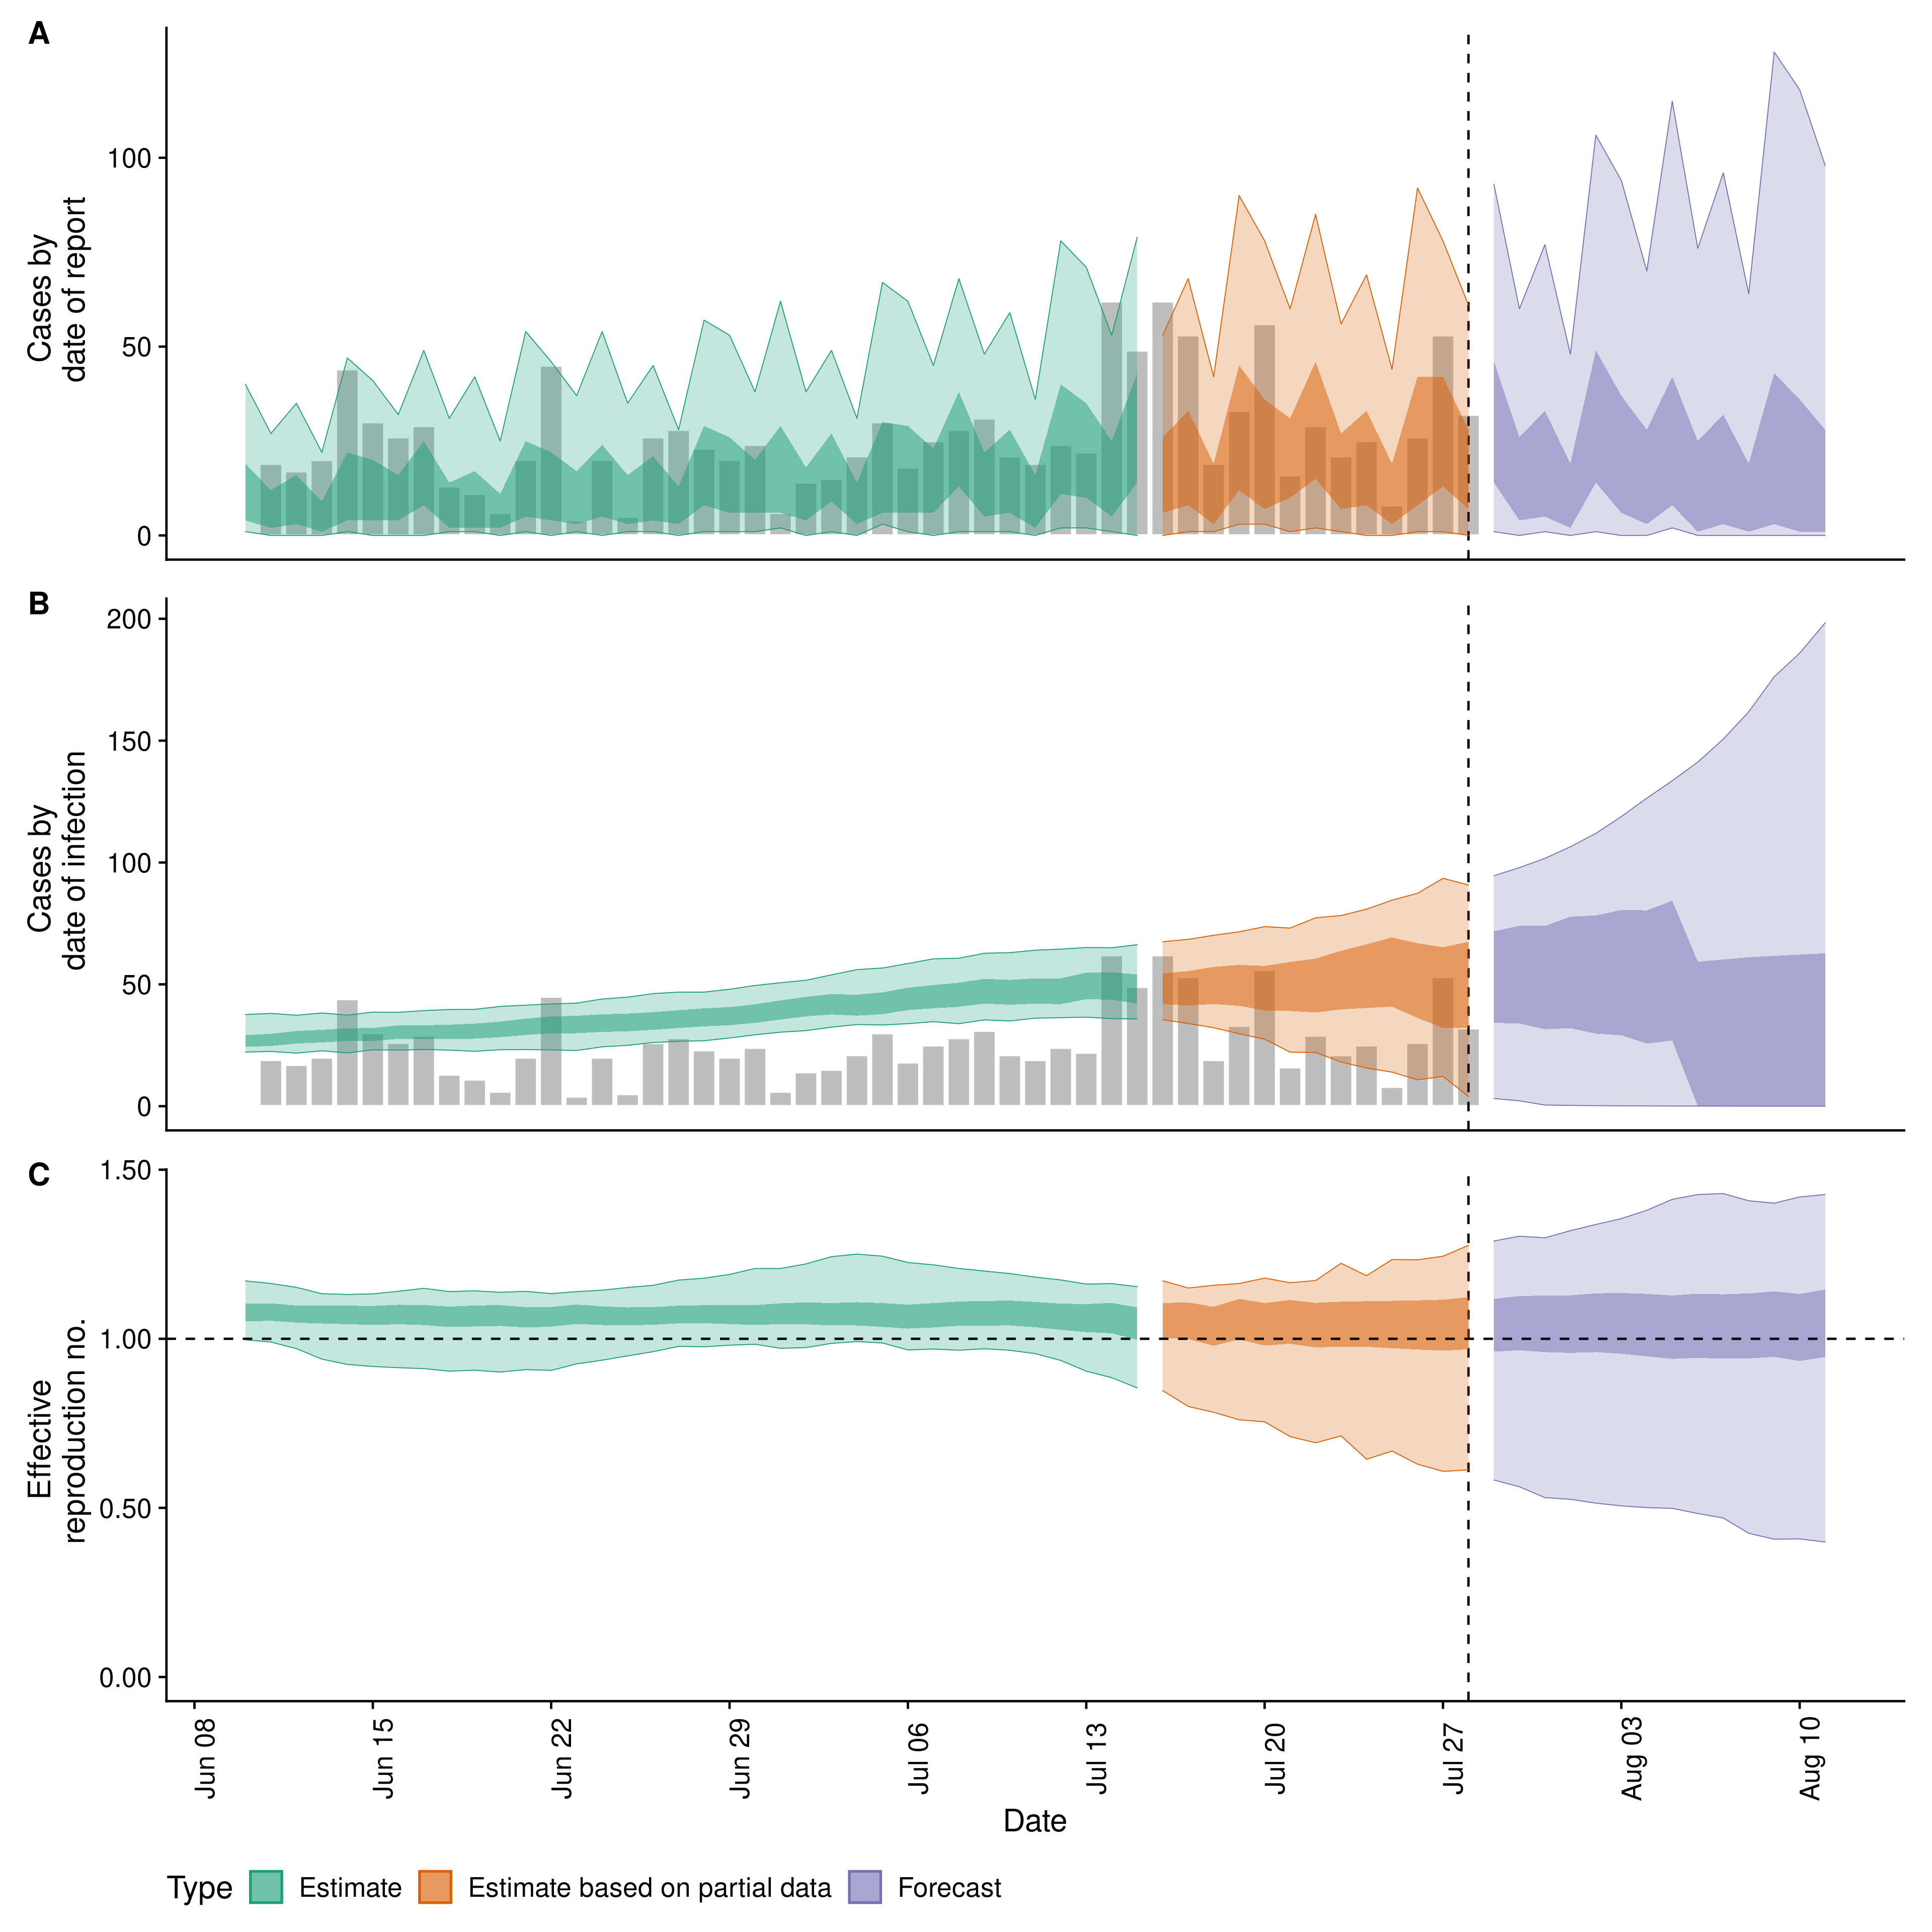 A
Cases by
date of report
100
50
0
B
Cases by
date of infection
200
150
100
50
0
C
Effective
reproduction no.
1.50
1.00
0.50
0.00
Jun 08
Jun 15
Jun 22
Jun 29
Jul 06
Jul 13
Jul 20
Jul 27
Aug 03
Aug 10
Date
Type Estimate Estimate based on partial data Forecast